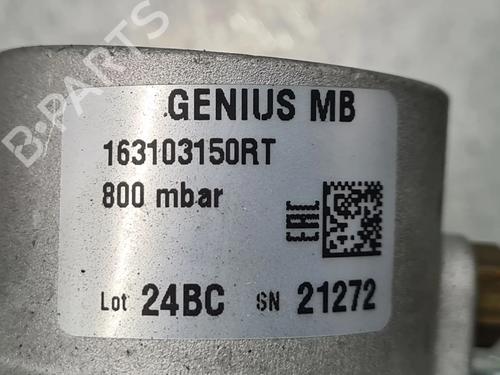 B-PARTS
GENIUS MB
163103150RT
800 mbar
EAC
Lot 24BC SN 21272